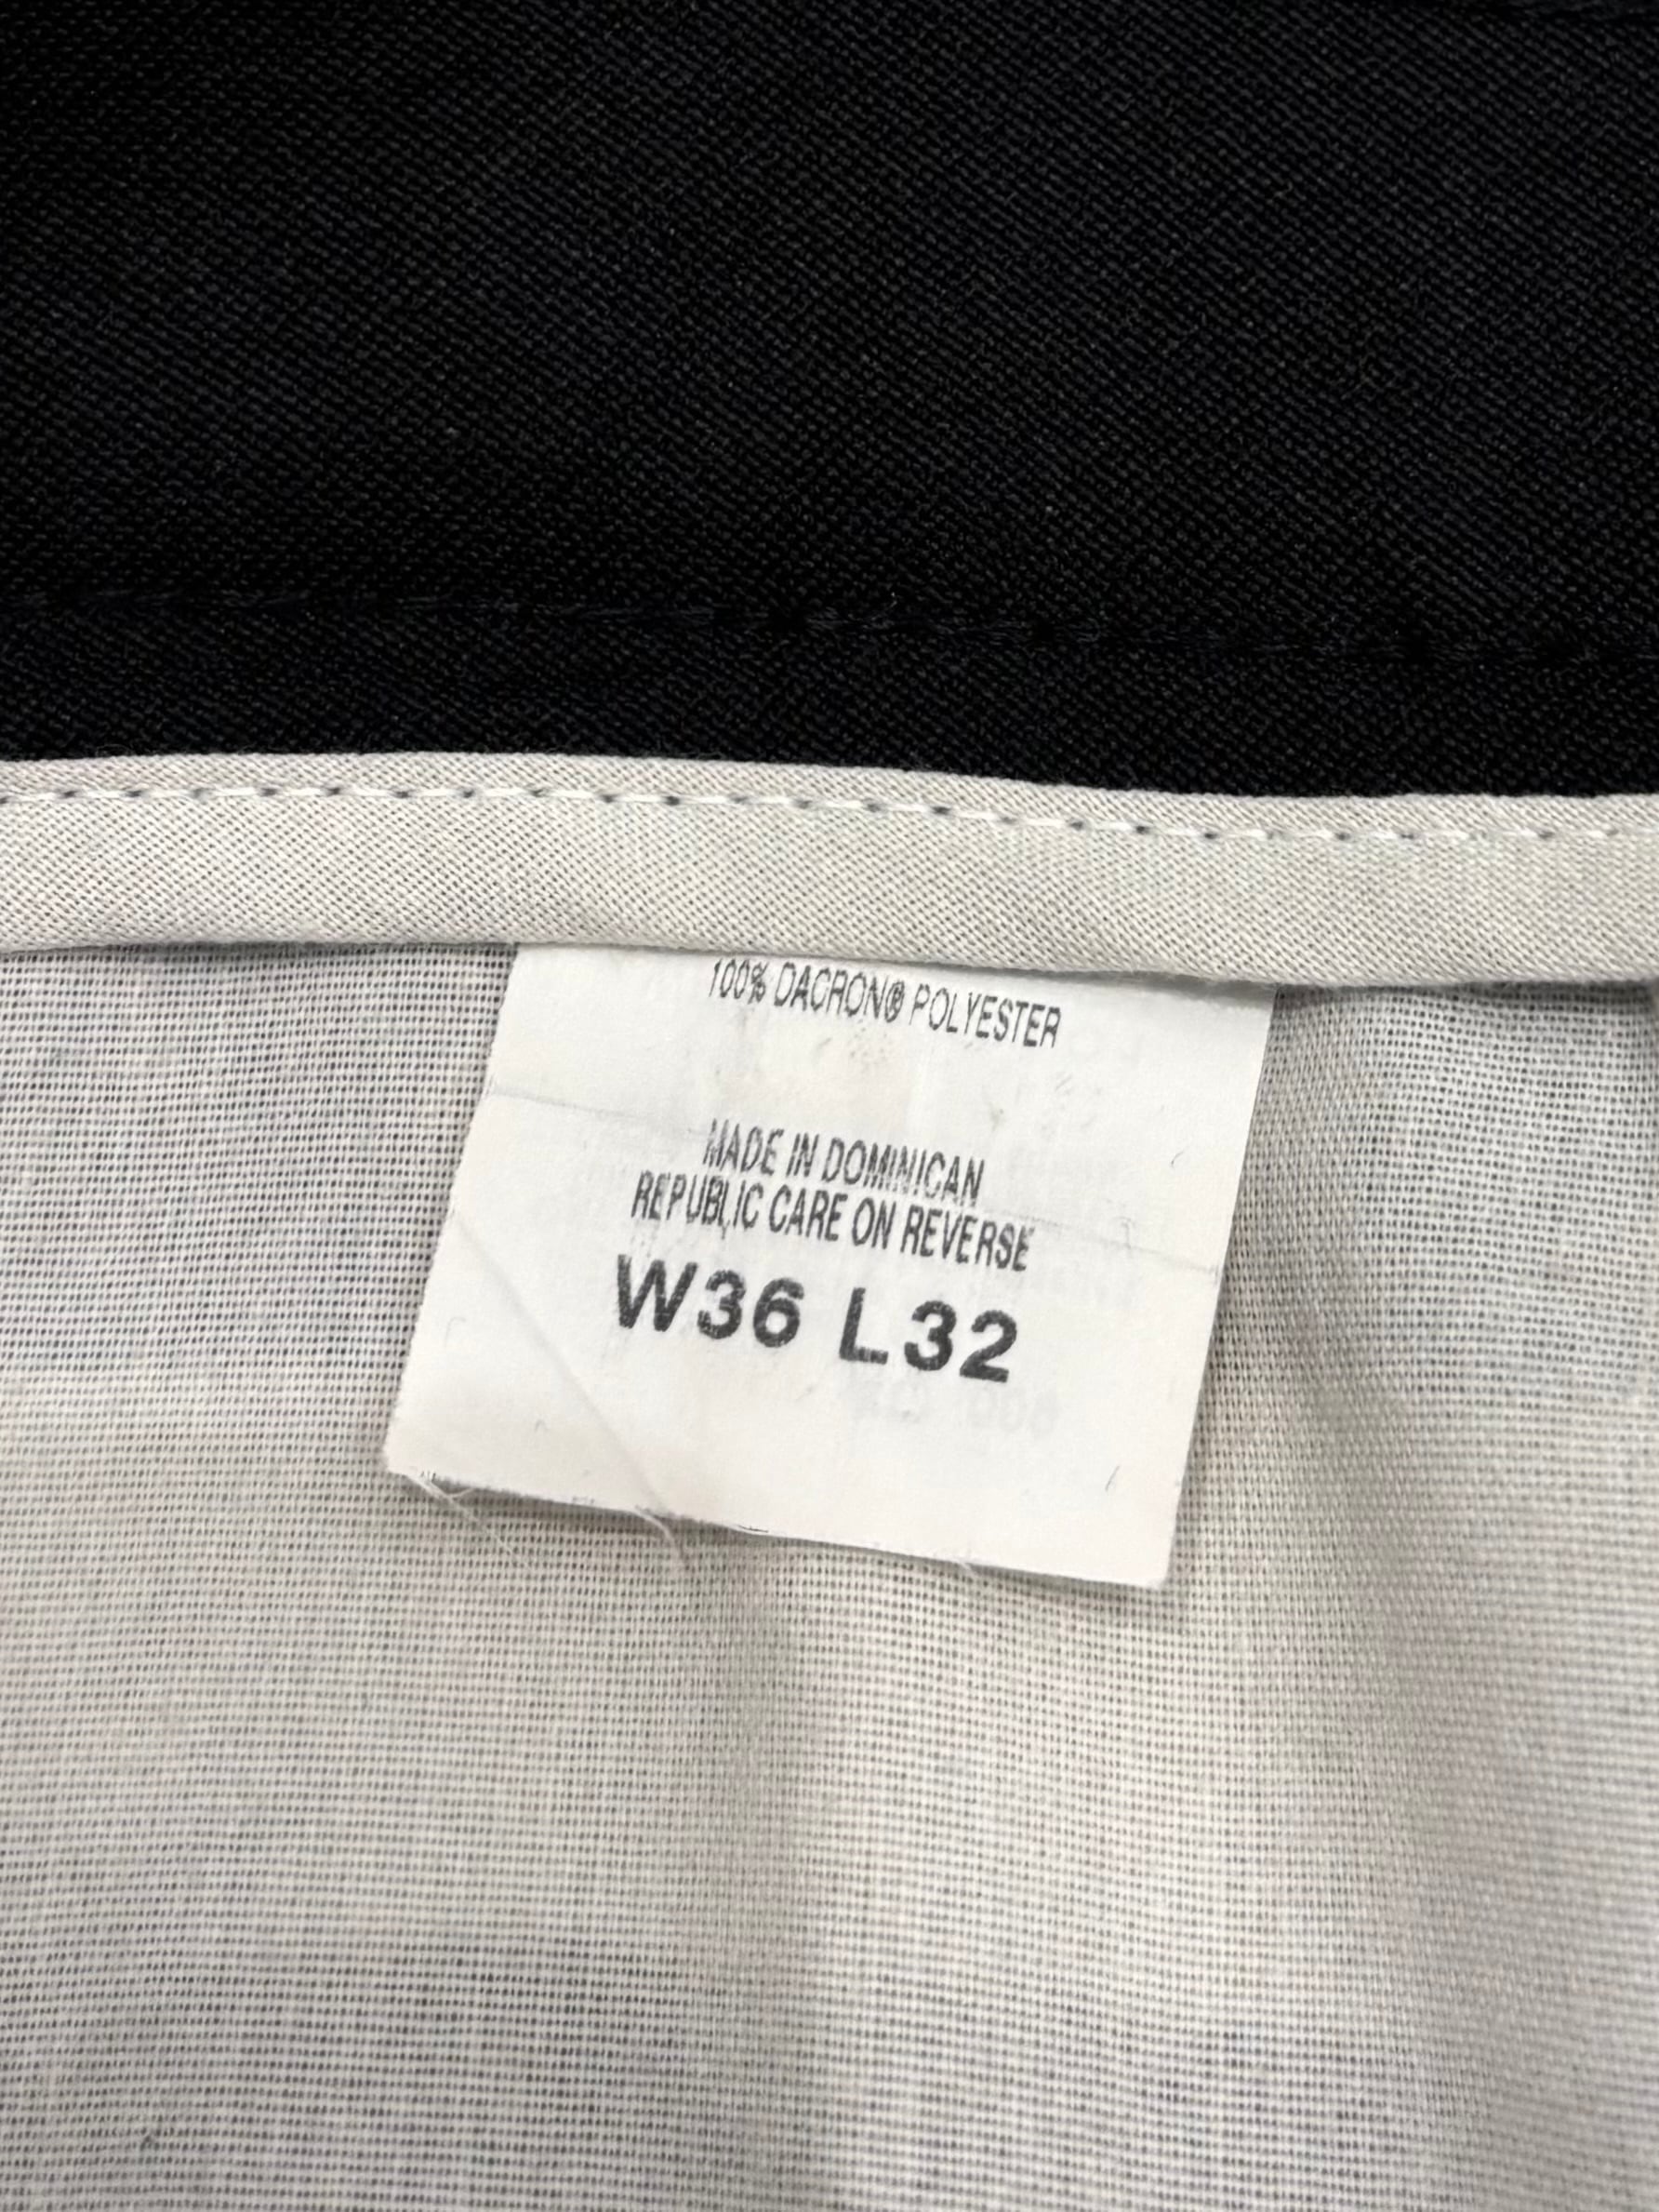 100% DACRON® POLYESTER
MADE IN DOMINICAN
REPUBLIC CARE ON REVERSE
W36 L32